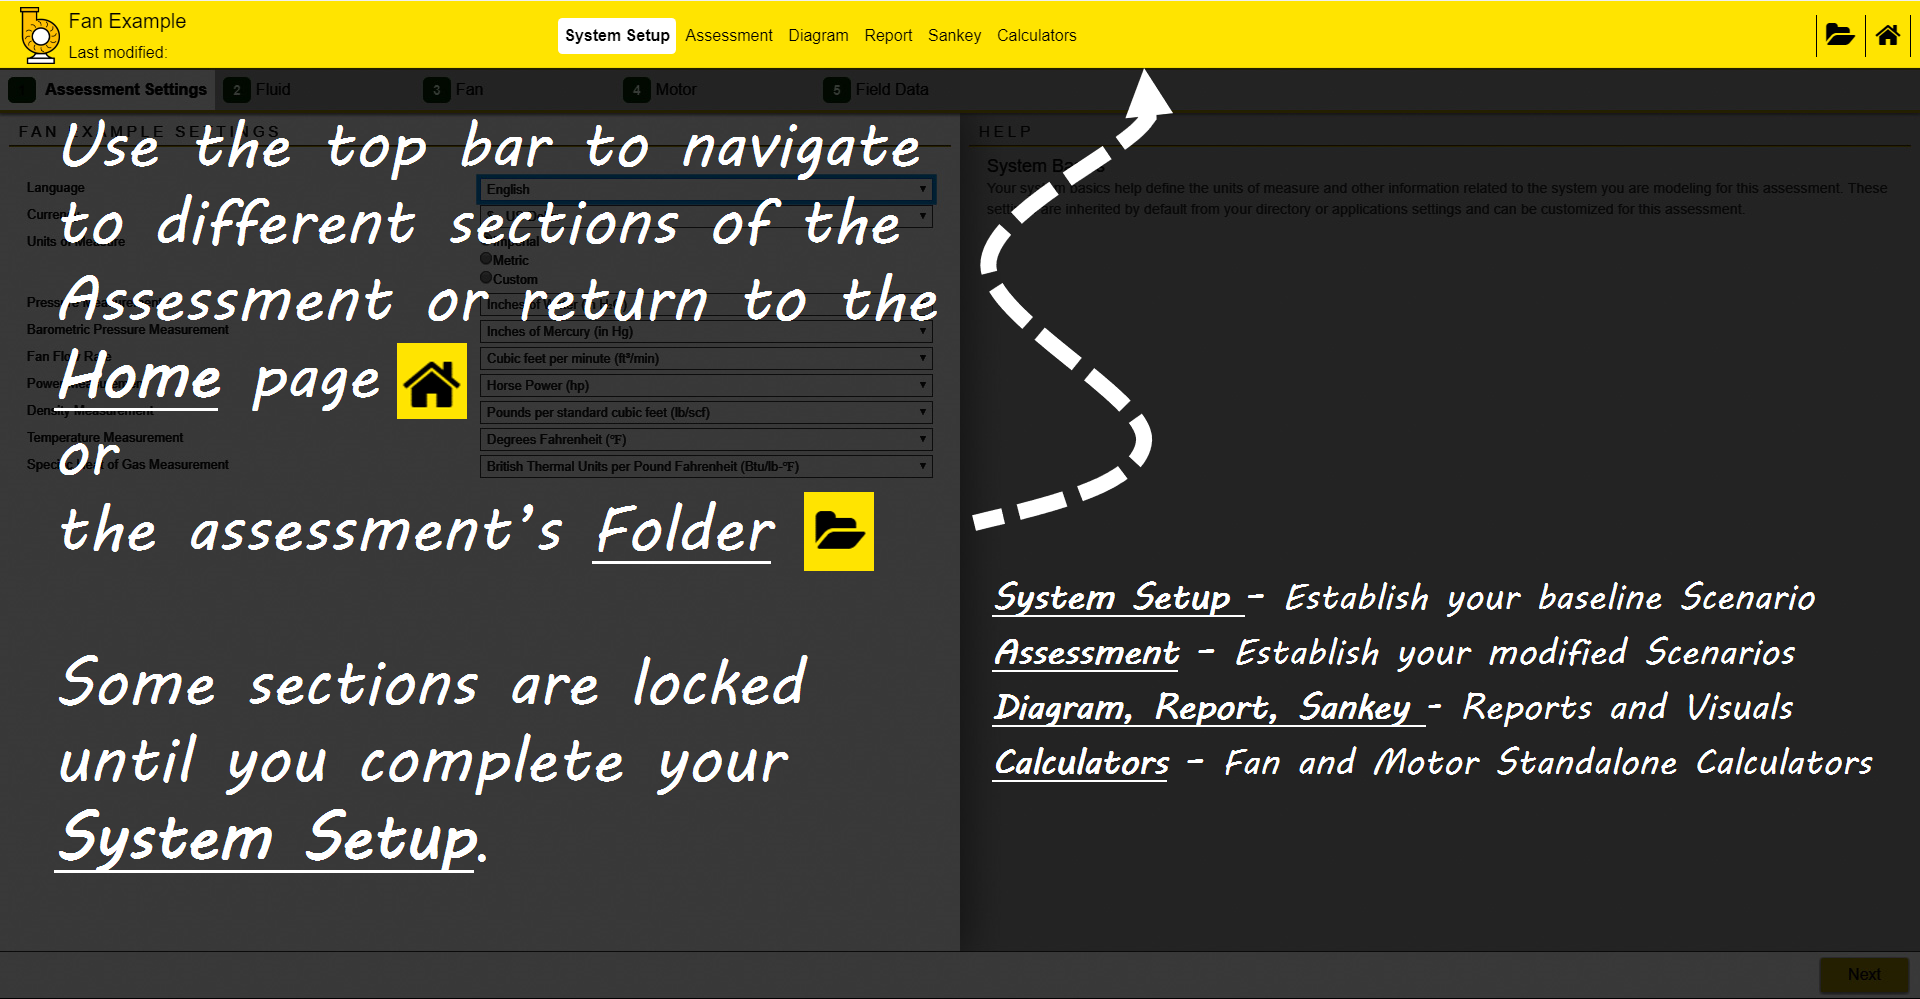 Fan Example
Last modified:
System Setup Assessment Diagram Report Sankey Calculators
1 Assessment Settings 2 Fluid 3 Fan 4 Motor 5 Field Data
FAN EXAMPLE SETTINGS
HELP
Use the top bar to navigate
to different sections of the
Assessment or return to the
Home page
or
the assessment's Folder
Some sections are locked
until you complete your
System Setup.
Language English
Currency
Units of Measure Imperial
Metric
Custom
Pressure Measurement Inches of Water
Barometric Pressure Measurement Inches of Mercury (in Hg)
Fan Flow Rate Cubic feet per minute (ft³/min)
Power Measurement Horse Power (hp)
Density Measurement Pounds per standard cubic feet (lb/scf)
Temperature Measurement Degrees Fahrenheit (°F)
Specific Heat of Gas Measurement British Thermal Units per Pound Fahrenheit (Btu/lb-°F)
System Basics
Your system basics help define the units of measure and other information related to the system you are modeling for this assessment. These
settings are inherited by default from your directory or applications settings and can be customized for this assessment.
System Setup – Establish your baseline Scenario
Assessment – Establish your modified Scenarios
Diagram, Report, Sankey - Reports and Visuals
Calculators – Fan and Motor Standalone Calculators
Next